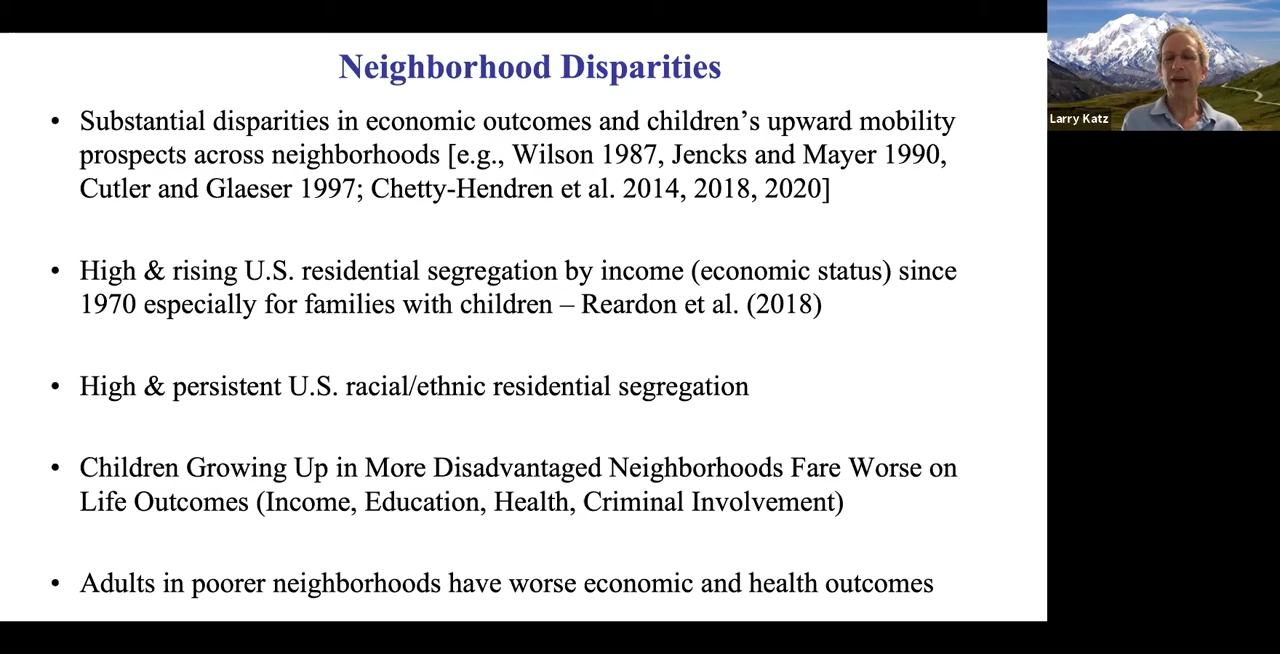 Neighborhood Disparities
• Substantial disparities in economic outcomes and children’s upward mobility
prospects across neighborhoods [e.g., Wilson 1987, Jencks and Mayer 1990,
Cutler and Glaeser 1997; Chetty-Hendren et al. 2014, 2018, 2020]
• High & rising U.S. residential segregation by income (economic status) since
1970 especially for families with children – Reardon et al. (2018)
• High & persistent U.S. racial/ethnic residential segregation
• Children Growing Up in More Disadvantaged Neighborhoods Fare Worse on
Life Outcomes (Income, Education, Health, Criminal Involvement)
• Adults in poorer neighborhoods have worse economic and health outcomes
Larry Katz